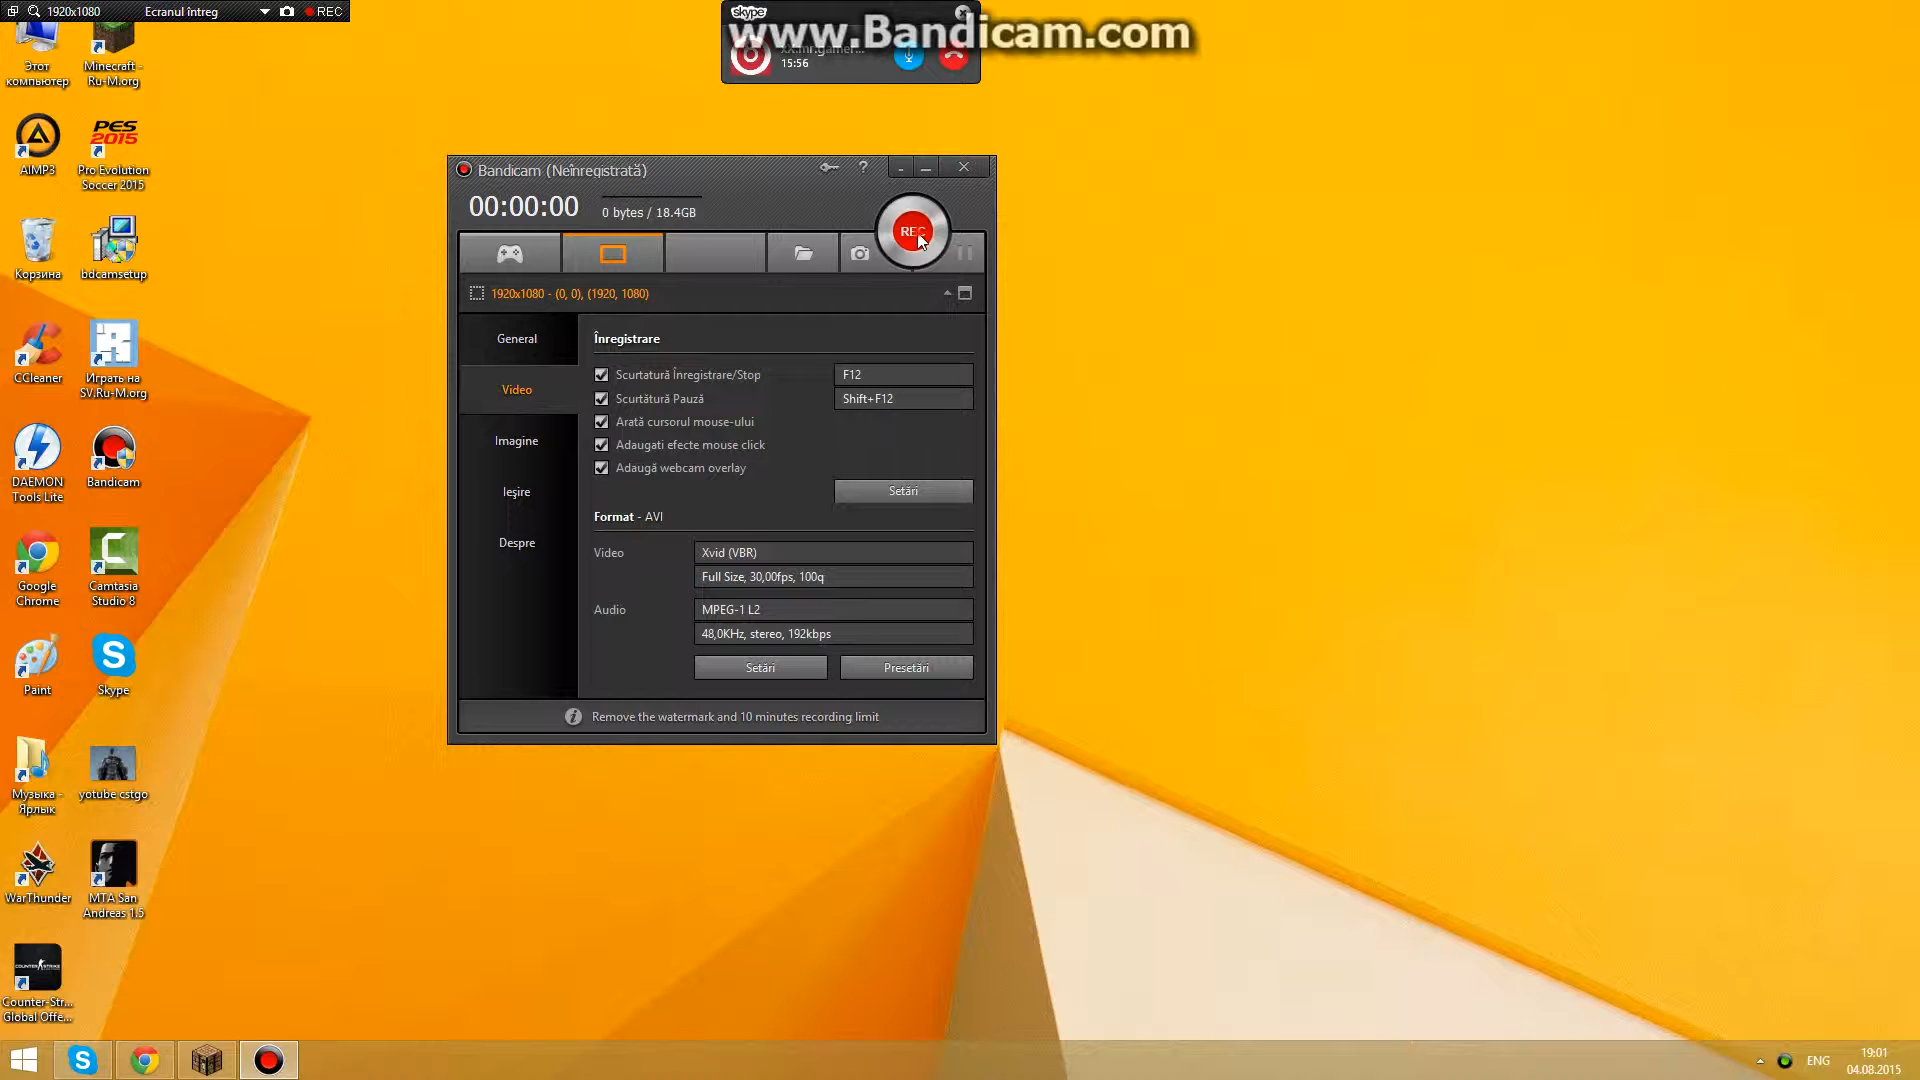 1920x1080 Ecranul întreg REC
www.Bandicam.com
skype
15:56
Этот компьютер
Minecraft - Ru-M.org
AIMP3
PES 2015
Pro Evolution Soccer 2015
Корзина
bdcamsetup
CCleaner
Играть на SV.Ru-M.org
DAEMON Tools Lite
Bandicam
Google Chrome
Camtasia Studio 8
Paint
Skype
Музыка - Ярлык
yotube cstgo
WarThunder
MTA San Andreas 1.5
Counter-Str... Global Offe...
Bandicam (Neînregistrată)
00:00:00 0 bytes / 18.4GB
REC
1920x1080 - (0, 0), (1920, 1080)
General
Video
Imagine
Ieşire
Despre
Înregistrare
Scurtatură Înregistrare/Stop F12
Scurtătură Pauză Shift+F12
Arată cursorul mouse-ului
Adaugati efecte mouse click
Adaugă webcam overlay
Setări
Format - AVI
Video Xvid (VBR)
Full Size, 30,00fps, 100q
Audio MPEG-1 L2
48,0KHz, stereo, 192kbps
Setări Presetări
Remove the watermark and 10 minutes recording limit
ENG
19:01
04.08.2015